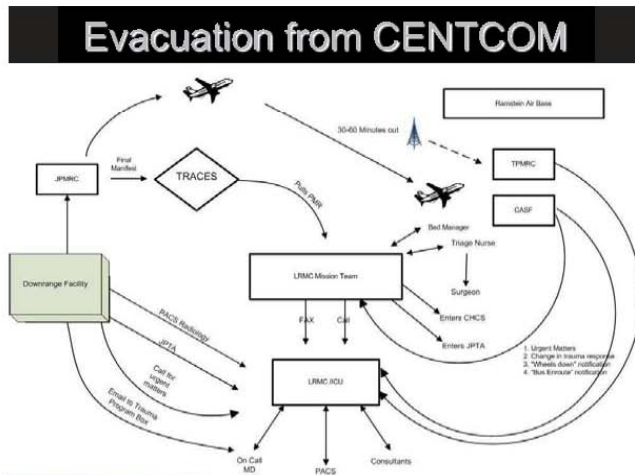 Evacuation from CENTCOM
Ramstein Air Base
30-60 Minutes out
TPMRC
Final
Manifest
JPMRC
TRACES
Pulls PMR
CASF
Bed Manager
Triage Nurse
Downrange Facility
LRMC Mission Team
Surgeon
PACS Radiology
FAX
Call
Enters CHCS
JPTA
Enters JPTA
1. Urgent Matters
2. Change in trauma response
3. "Wheels down" notification
4. "Bus Enroute" notification
Call for
urgent
matters
LRMC /ICU
Email to Trauma
Program Box
On Call
MD
PACS
Consultants